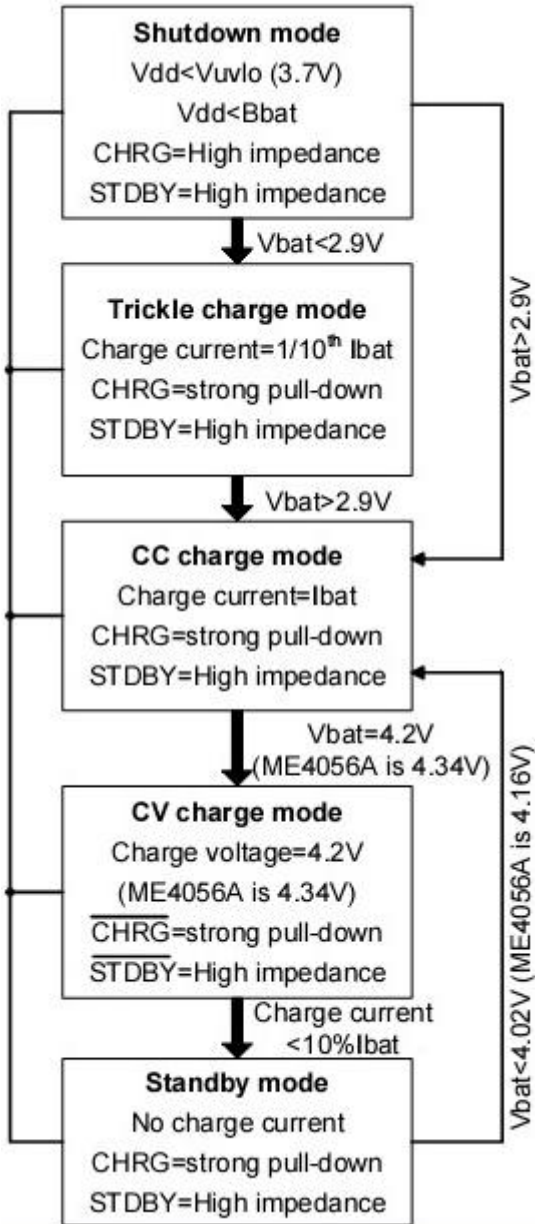 Shutdown mode
Vdd<Vuvlo (3.7V)
Vdd<Bbat
CHRG=High impedance
STDBY=High impedance
Vbat<2.9V
Vbat>2.9V
Trickle charge mode
Charge current=1/10th Ibat
CHRG=strong pull-down
STDBY=High impedance
Vbat>2.9V
CC charge mode
Charge current=Ibat
CHRG=strong pull-down
STDBY=High impedance
Vbat=4.2V
(ME4056A is 4.34V)
Vbat<4.02V (ME4056A is 4.16V)
CV charge mode
Charge voltage=4.2V
(ME4056A is 4.34V)
CHRG=strong pull-down
STDBY=High impedance
Charge current
<10%Ibat
Standby mode
No charge current
CHRG=strong pull-down
STDBY=High impedance